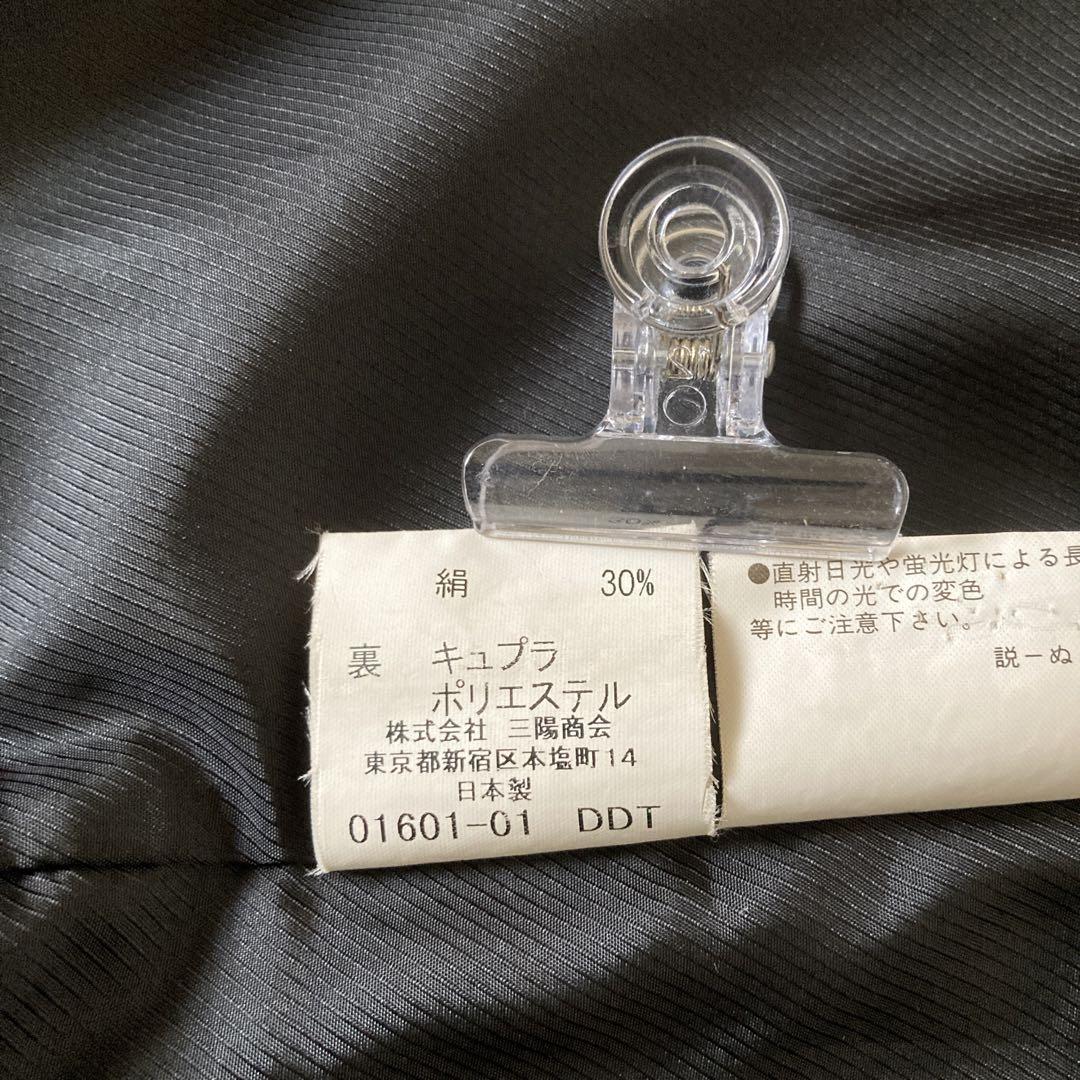 絹 30%
裏 キュプラ
ポリエステル
株式会社 三陽商会
東京都新宿区本塩町14
日本製
01601-01 DDT
●直射日光や蛍光灯による長
時間の光での変色
等にご注意下さい。
説-ぬ